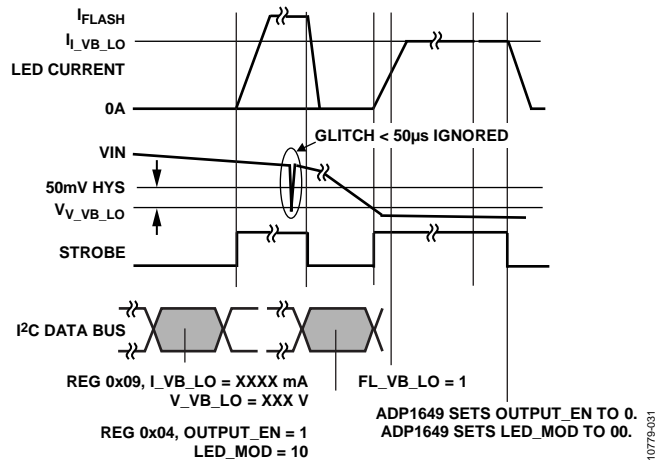 IFLASH
II_VB_LO
LED CURRENT
0A
GLITCH < 50µs IGNORED
VIN
50mV HYS
VV_VB_LO
STROBE
I2C DATA BUS
REG 0x09, I_VB_LO = XXXX mA
V_VB_LO = XXX V
FL_VB_LO = 1
REG 0x04, OUTPUT_EN = 1
LED_MOD = 10
ADP1649 SETS OUTPUT_EN TO 0.
ADP1649 SETS LED_MOD TO 00.
10779-031